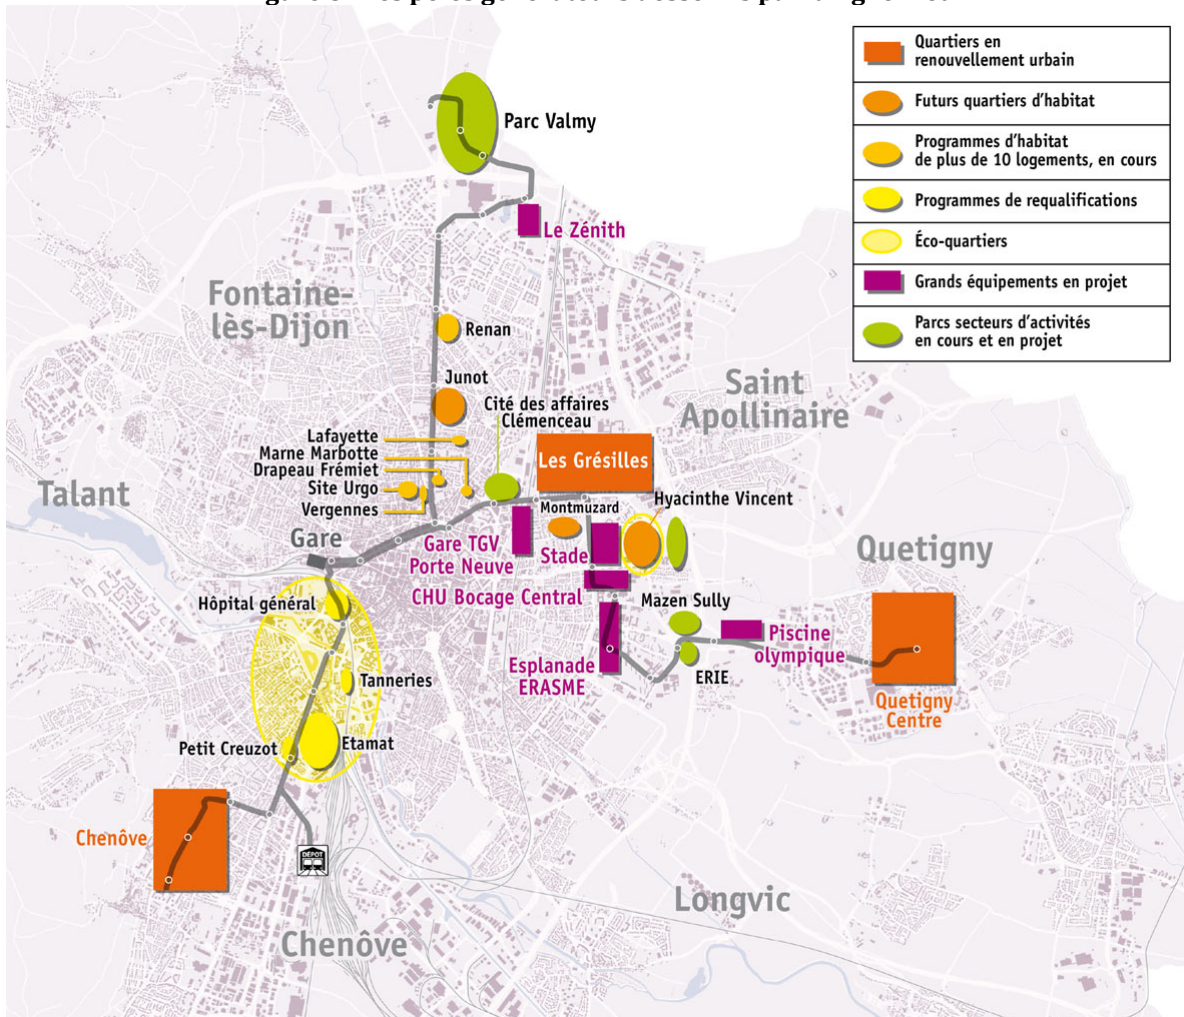 Quartiers en
renouvellement urbain
Futurs quartiers d'habitat
Programmes d'habitat
de plus de 10 logements, en cours
Programmes de requalifications
Éco-quartiers
Grands équipements en projet
Parcs secteurs d'activités
en cours et en projet
Parc Valmy
Le Zénith
Fontaine-
lès-Dijon
Renan
Junot
Saint
Apollinaire
Cité des affaires
Clémenceau
Lafayette
Marne Marbotte
Drapeau Frémiet
Site Urgo
Vergennes
Les Grésilles
Talant
Hyacinthe Vincent
Montmuzard
Gare
Gare TGV
Porte Neuve
Stade
Quetigny
CHU Bocage Central
Hôpital général
Mazen Sully
Piscine
olympique
Esplanade
ERASME
ERIE
Tanneries
Quetigny
Centre
Petit Creuzot
Etamat
Chenôve
DÉPOT
Longvic
Chenôve